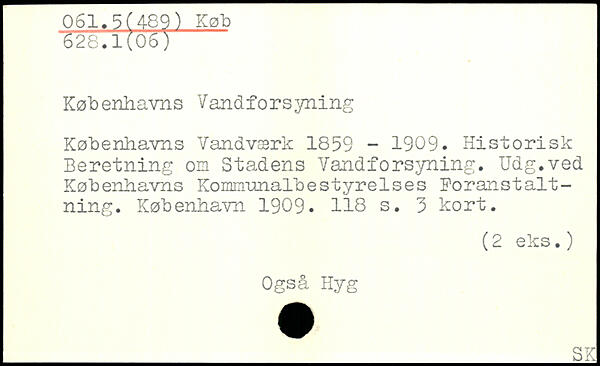 061.5(489) Køb
628.1(06)
Københavns Vandforsyning
Københavns Vandværk 1859 - 1909. Historisk
Beretning om Stadens Vandforsyning. Udg.ved
Københavns Kommunalbestyrelses Foranstalt-
ning. København 1909. 118 s. 3 kort.
(2 eks.)
Også Hyg
SK